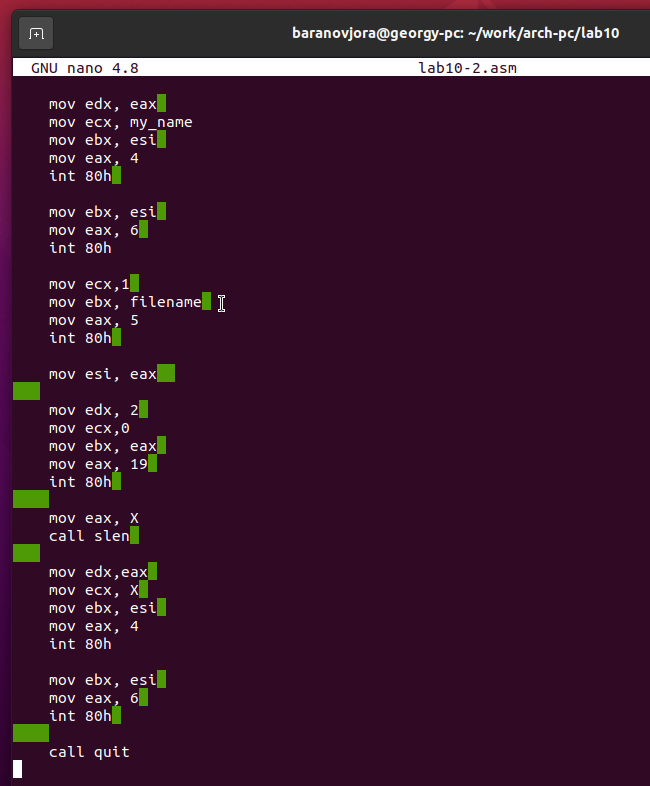 baranovjora@georgy-pc: ~/work/arch-pc/lab10
GNU nano 4.8 lab10-2.asm
mov edx, eax
mov ecx, my_name
mov ebx, esi
mov eax, 4
int 80h
mov ebx, esi
mov eax, 6
int 80h
mov ecx,1
mov ebx, filename
mov eax, 5
int 80h
mov esi, eax
mov edx, 2
mov ecx,0
mov ebx, eax
mov eax, 19
int 80h
mov eax, X
call slen
mov edx,eax
mov ecx, X
mov ebx, esi
mov eax, 4
int 80h
mov ebx, esi
mov eax, 6
int 80h
call quit